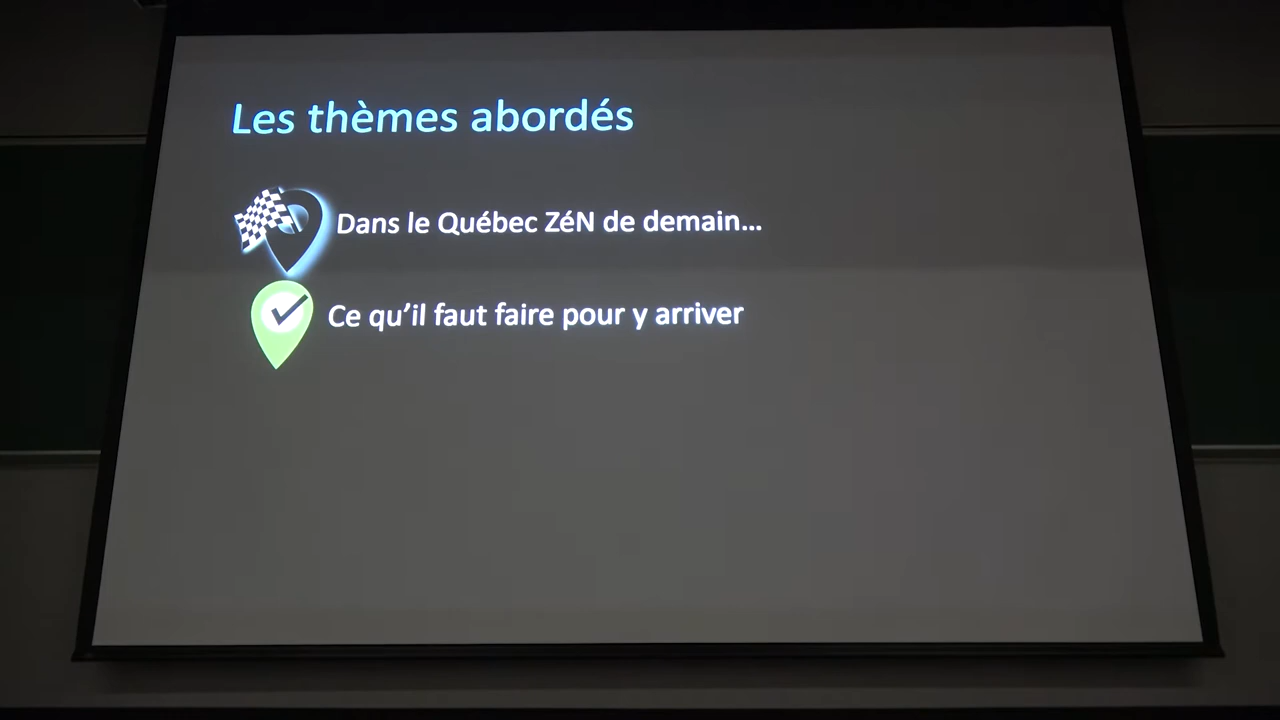 Les thèmes abordés
Dans le Québec ZéN de demain...
Ce qu'il faut faire pour y arriver